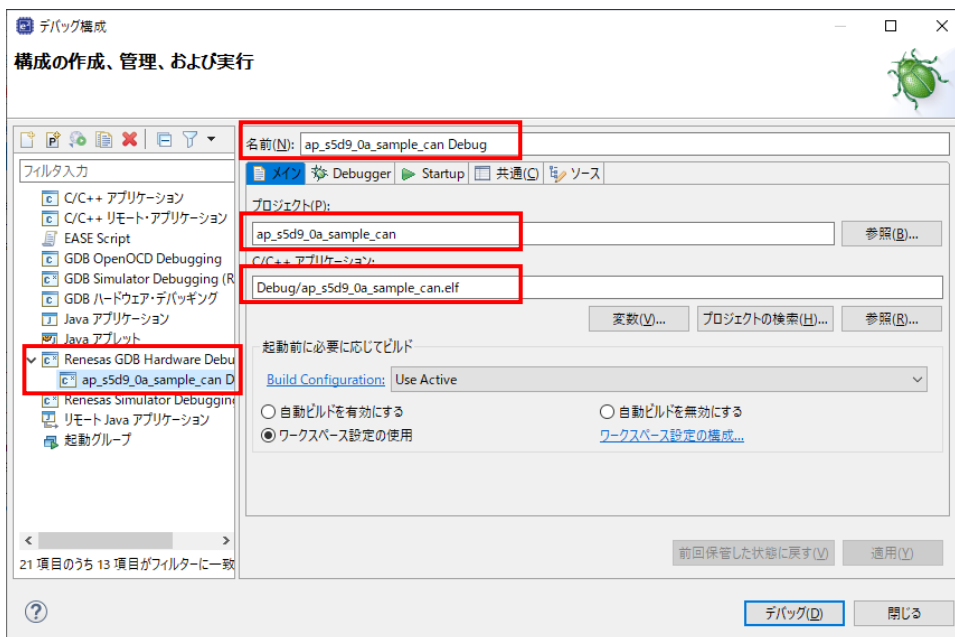 デバッグ構成
構成の作成、管理、および実行
フィルタ入力
C/C++ アプリケーション
C/C++ リモート・アプリケーション
EASE Script
GDB OpenOCD Debugging
GDB Simulator Debugging (R
GDB ハードウェア・デバッギング
Java アプリケーション
Java アプレット
Renesas GDB Hardware Debu
ap_s5d9_0a_sample_can D
Renesas Simulator Debugging
リモート Java アプリケーション
起動グループ
21 項目のうち 13 項目がフィルターに一致
名前(N): ap_s5d9_0a_sample_can Debug
メイン Debugger Startup 共通(C) ソース
プロジェクト(P):
ap_s5d9_0a_sample_can 参照(B)...
C/C++ アプリケーション:
Debug/ap_s5d9_0a_sample_can.elf
変数(V)... プロジェクトの検索(H)... 参照(R)...
起動前に必要に応じてビルド
Build Configuration: Use Active
自動ビルドを有効にする 自動ビルドを無効にする
ワークスペース設定の使用 ワークスペース設定の構成...
前回保管した状態に戻す(V) 適用(Y)
デバッグ(D) 閉じる